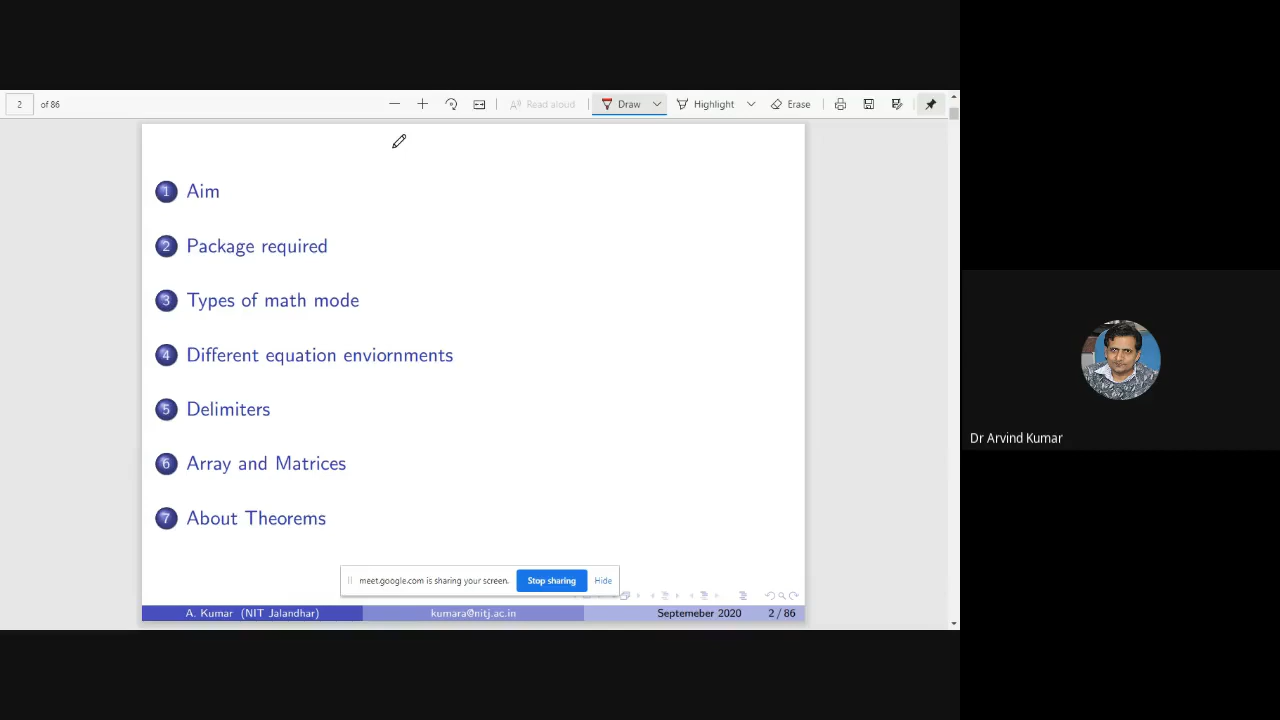 2 of 86 Read aloud Draw Highlight Erase
1 Aim
2 Package required
3 Types of math mode
4 Different equation enviornments
5 Delimiters
6 Array and Matrices
7 About Theorems
meet.google.com is sharing your screen. Stop sharing Hide
A. Kumar (NIT Jalandhar) kumara@nitj.ac.in Septemeber 2020 2 / 86
Dr Arvind Kumar